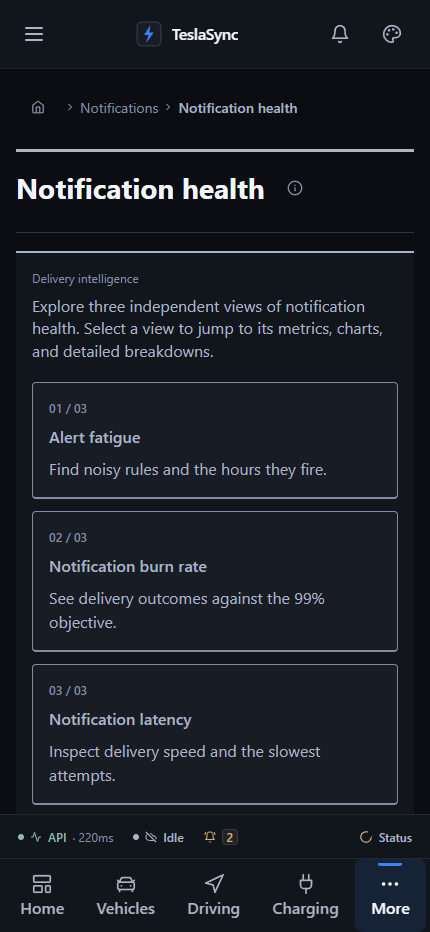 TeslaSync
Notifications > Notification health
Notification health
Delivery intelligence
Explore three independent views of notification
health. Select a view to jump to its metrics, charts,
and detailed breakdowns.
01 / 03
Alert fatigue
Find noisy rules and the hours they fire.
02 / 03
Notification burn rate
See delivery outcomes against the 99%
objective.
03 / 03
Notification latency
Inspect delivery speed and the slowest
attempts.
API · 220ms Idle 2 Status
Home Vehicles Driving Charging More